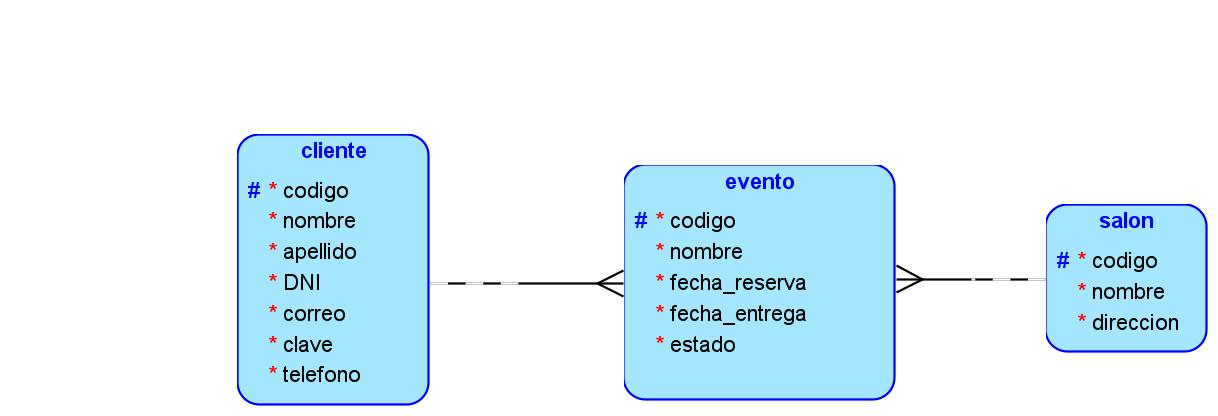 cliente
# * codigo
* nombre
* apellido
* DNI
* correo
* clave
* telefono
evento
# * codigo
* nombre
* fecha_reserva
* fecha_entrega
* estado
salon
# * codigo
* nombre
* direccion